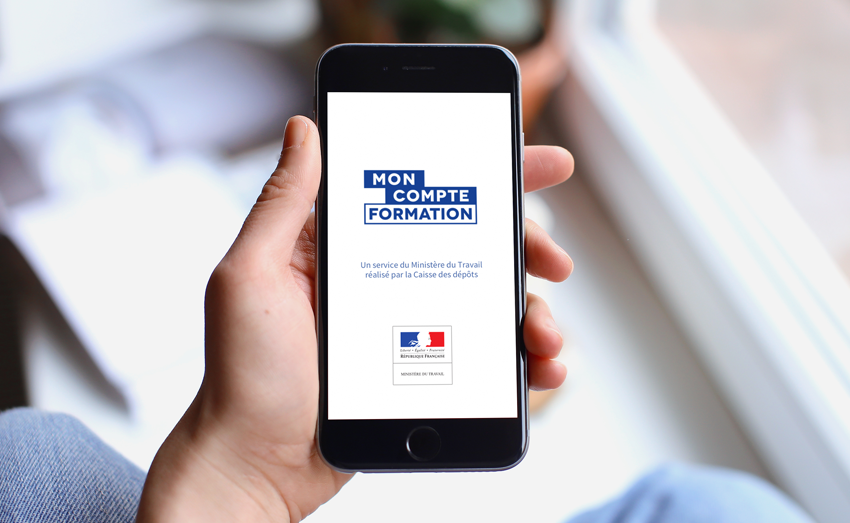 MON
COMPTE
FORMATION
Un service du Ministère du Travail
réalisé par la Caisse des dépôts
Liberté • Égalité • Fraternité
RÉPUBLIQUE FRANÇAISE
MINISTÈRE DU TRAVAIL